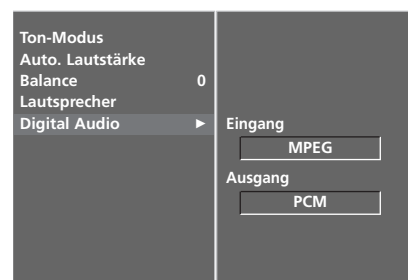 Ton-Modus
Auto. Lautstärke
Balance 0
Lautsprecher
Digital Audio ►
Eingang
MPEG
Ausgang
PCM